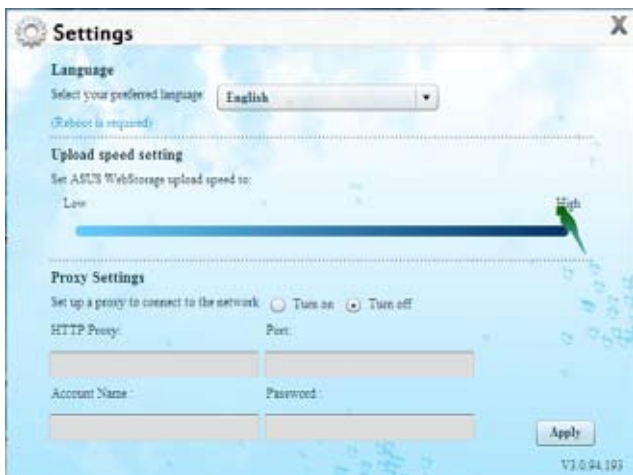 Settings
X
Language
Select your preferred language:
English
(Reboot is required)
Upload speed setting
Set ASUS WebStorage upload speed to:
Low
High
Proxy Settings
Set up a proxy to connect to the network
Turn on
Turn off
HTTP Proxy:
Port:
Account Name :
Password :
Apply
V3.0.94.193